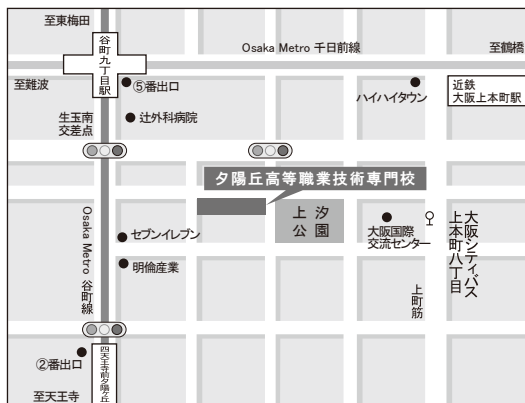 至東梅田
谷町九丁目駅
Osaka Metro 千日前線
至鶴橋
至難波
⑤番出口
ハイハイタウン
近鉄
大阪上本町駅
生玉南
交差点
辻外科病院
夕陽丘高等職業技術専門校
上汐
公園
セブンイレブン
大阪国際
交流センター
大阪シティバス
上本町八丁目
Osaka Metro 谷町線
明倫産業
上町筋
②番出口
四天王寺前夕陽ヶ丘
至天王寺